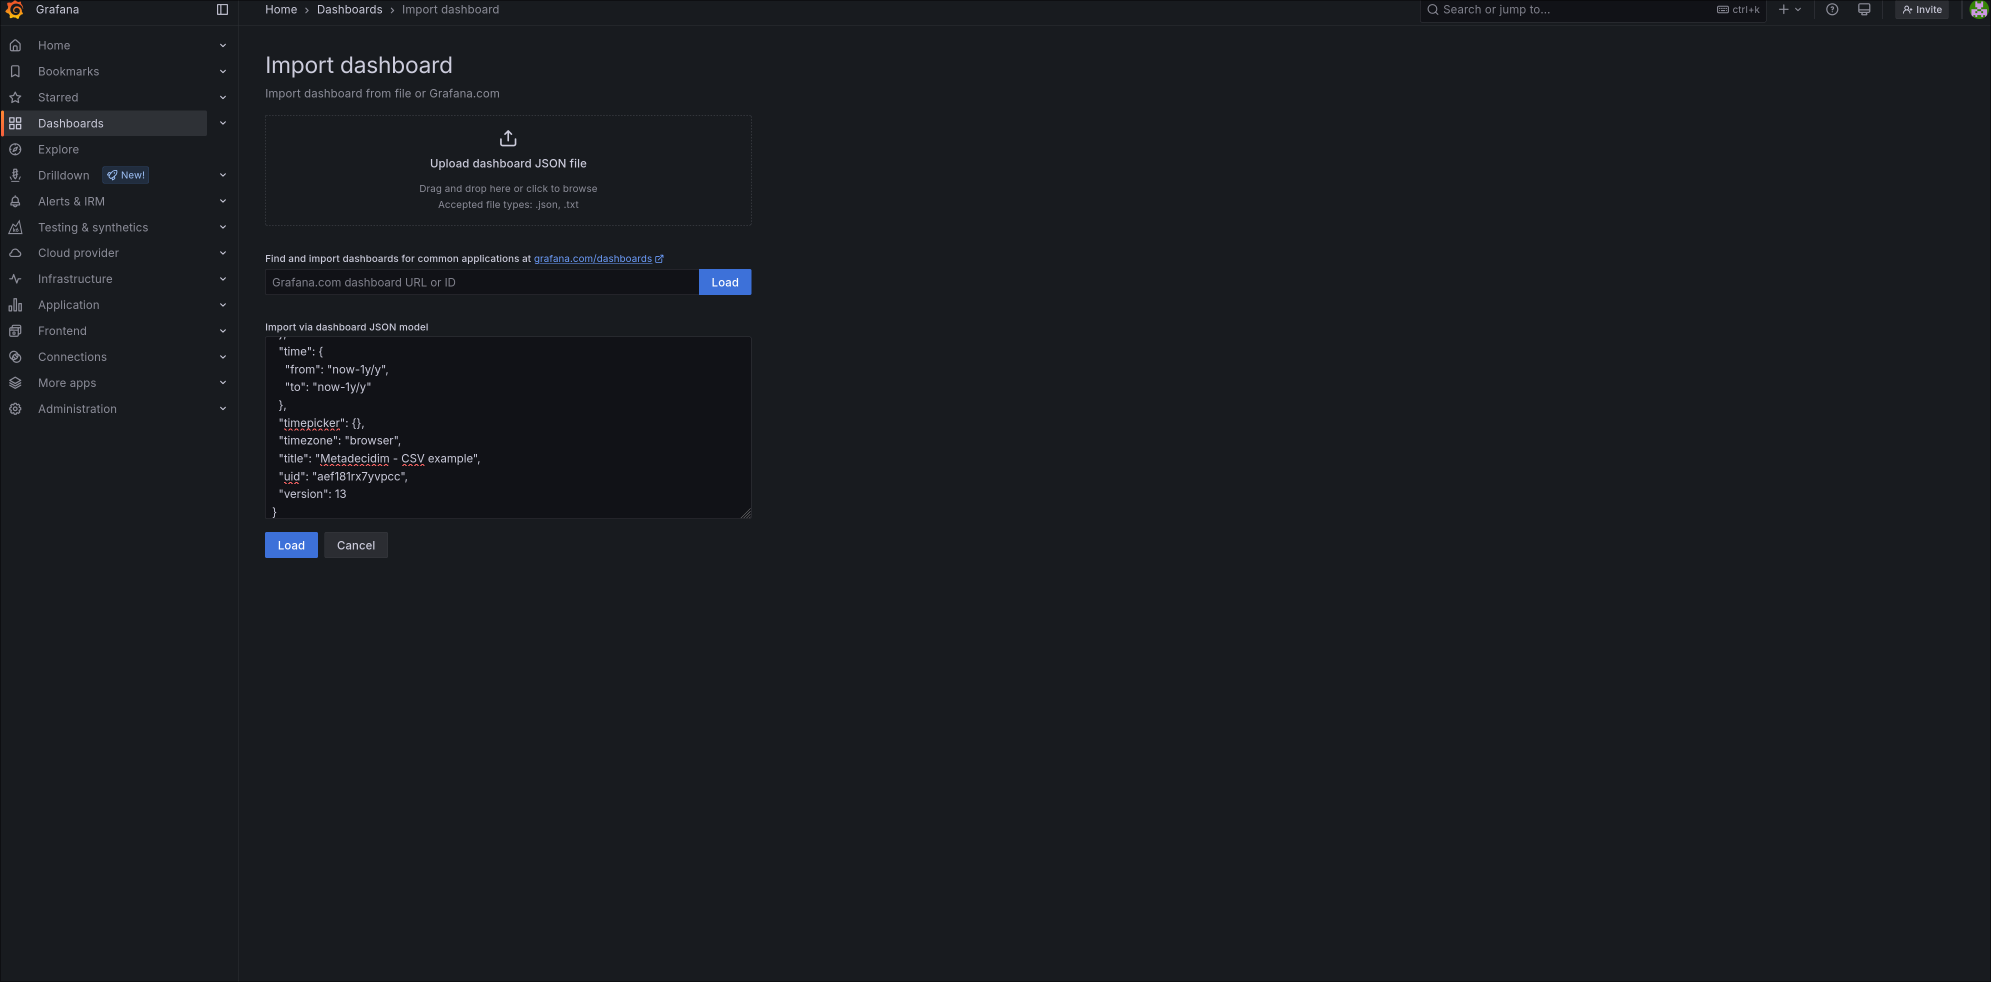 Grafana
Home › Dashboards › Import dashboard
Search or jump to...
ctrl+k
Invite
Home
Bookmarks
Starred
Dashboards
Explore
Drilldown
New!
Alerts & IRM
Testing & synthetics
Cloud provider
Infrastructure
Application
Frontend
Connections
More apps
Administration
Import dashboard
Import dashboard from file or Grafana.com
Upload dashboard JSON file
Drag and drop here or click to browse
Accepted file types: .json, .txt
Find and import dashboards for common applications at grafana.com/dashboards
Grafana.com dashboard URL or ID
Load
Import via dashboard JSON model
"time": {
"from": "now-1y/y",
"to": "now-1y/y"
},
"timepicker": {},
"timezone": "browser",
"title": "Metadecidim - CSV example",
"uid": "aef181rx7yvpcc",
"version": 13
}
Load
Cancel